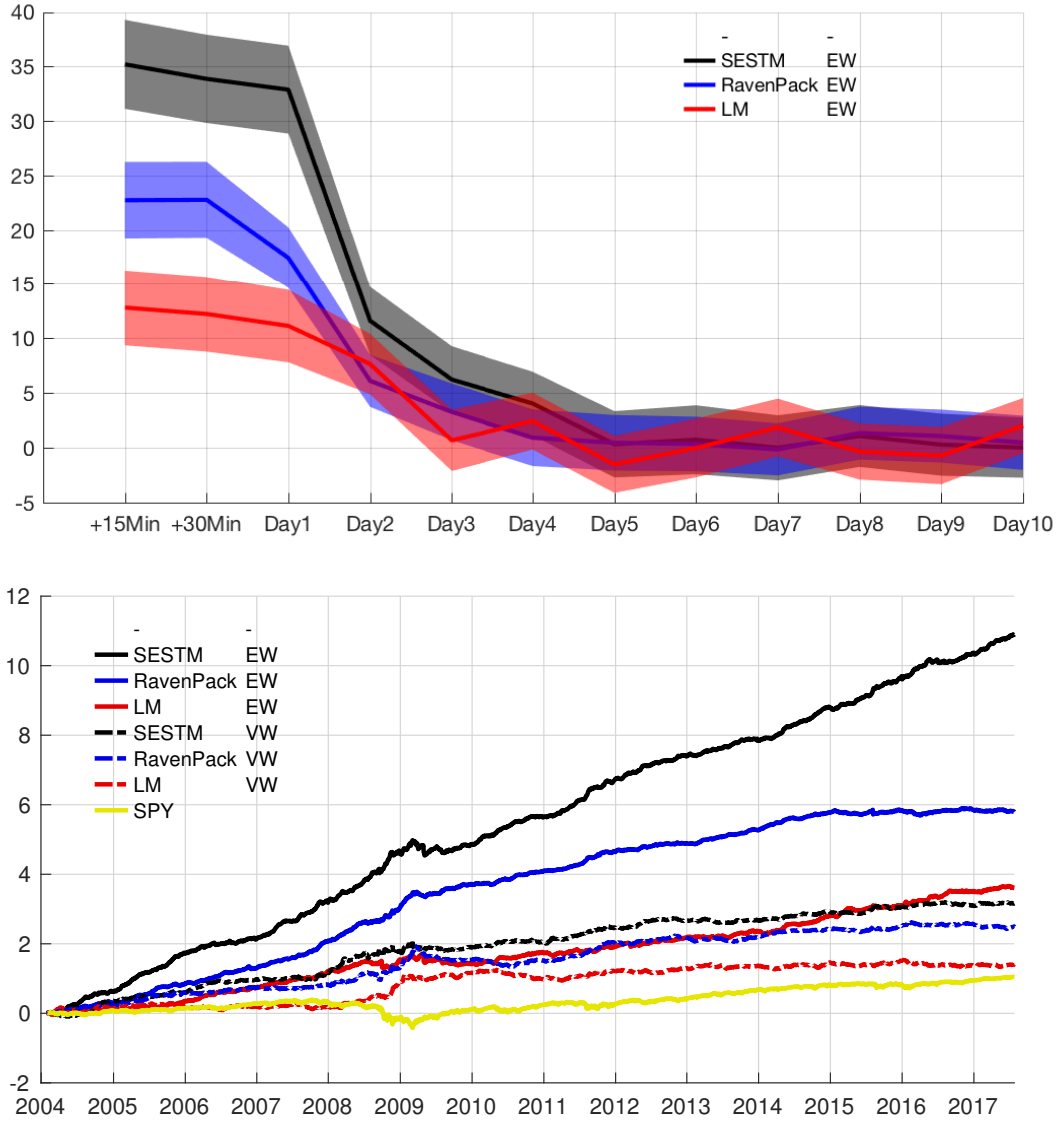 40
- -
35
SESTM EW
RavenPack EW
LM EW
30
25
20
15
10
5
0
-5
+15Min +30Min Day1 Day2 Day3 Day4 Day5 Day6 Day7 Day8 Day9 Day10
12
- -
SESTM EW
10
RavenPack EW
LM EW
SESTM VW
8
RavenPack VW
LM VW
SPY
6
4
2
0
-2
2004 2005 2006 2007 2008 2009 2010 2011 2012 2013 2014 2015 2016 2017